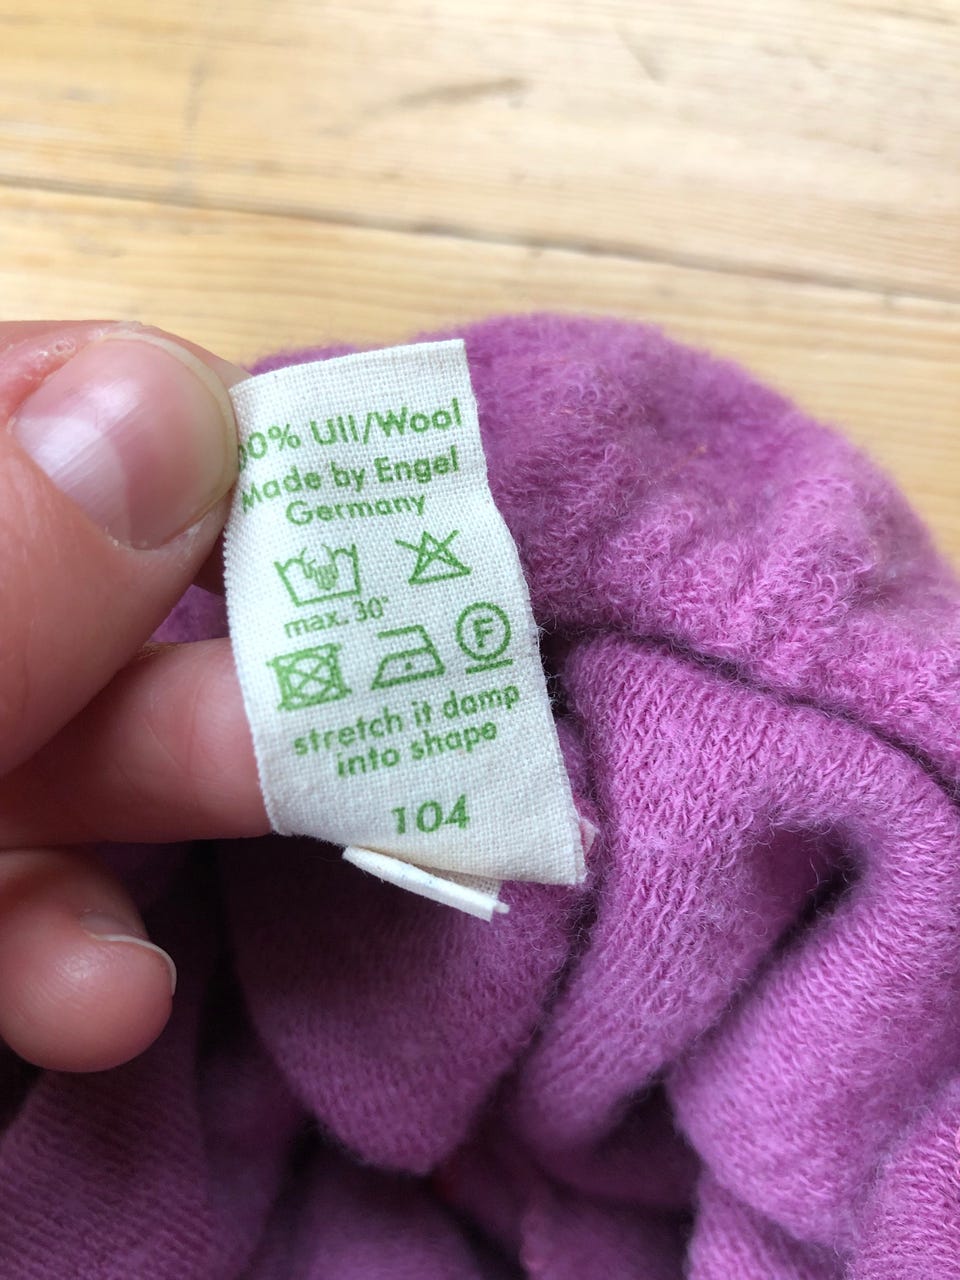 00% Ull/Wool
Made by Engel
Germany
max. 30°
F
stretch it damp
into shape
104